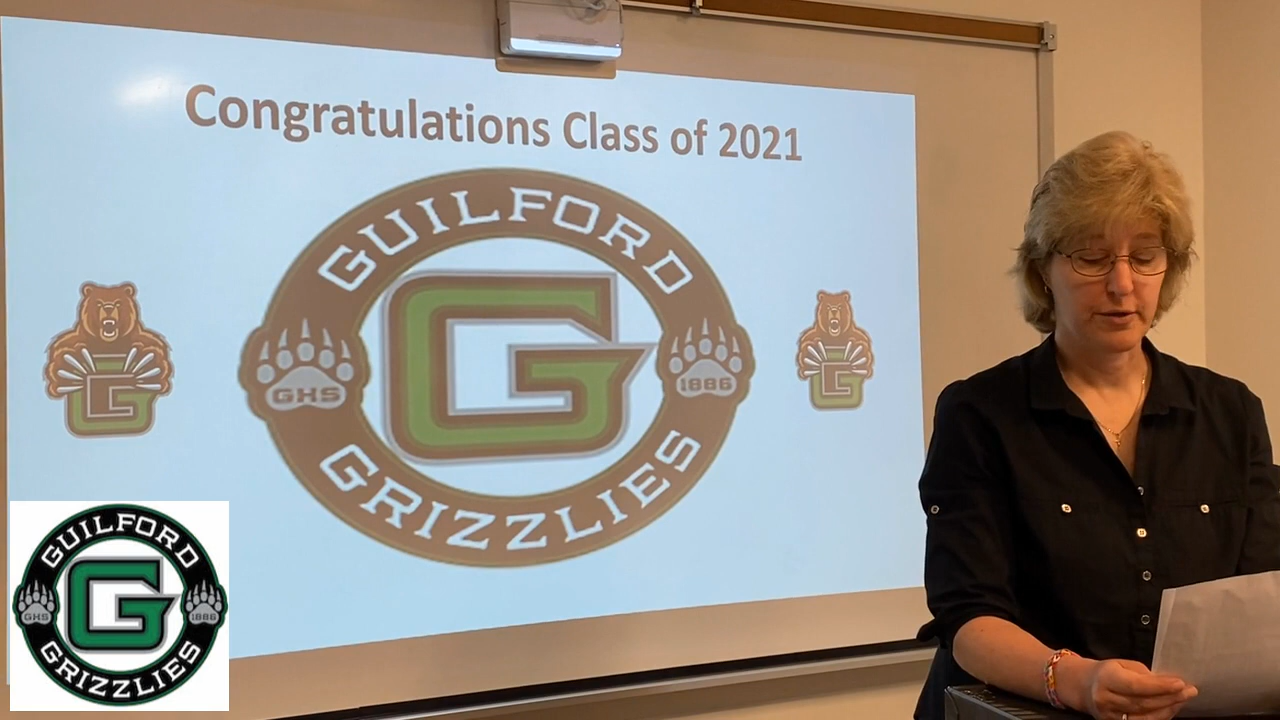 Congratulations Class of 2021
GUILFORD
G
GHS
1886
GRIZZLIES
G
G
GUILFORD
G
GHS
1886
GRIZZLIES